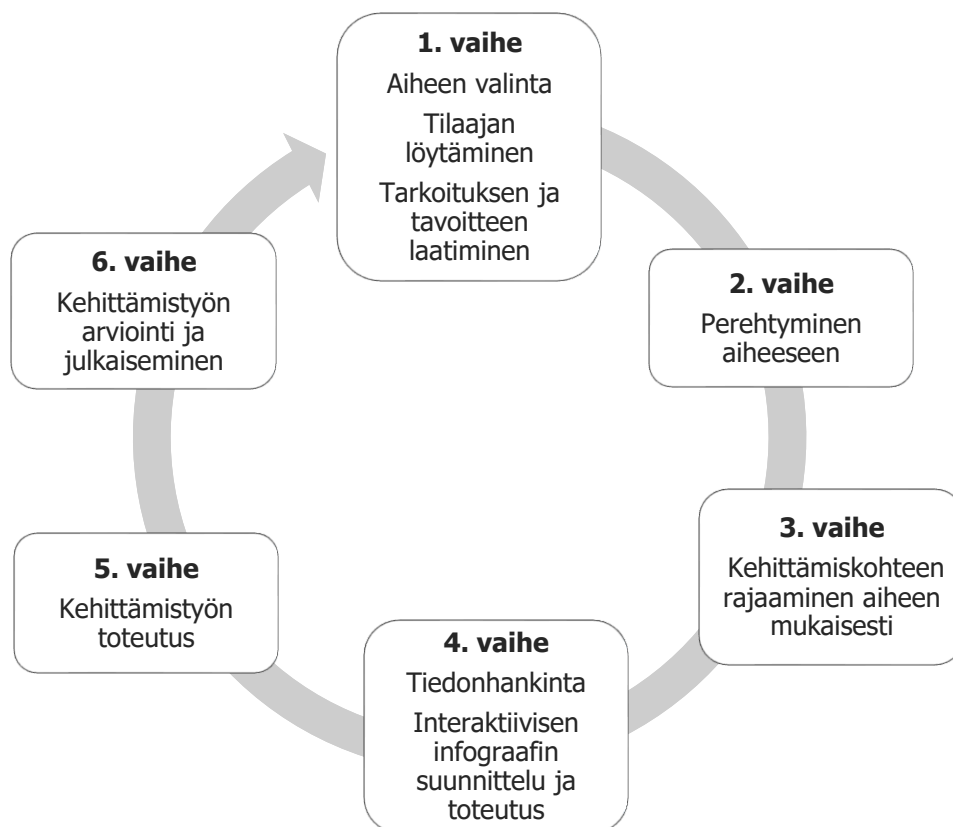 1. vaihe
Aiheen valinta
Tilaajan
löytäminen
Tarkoituksen ja
tavoitteen
laatiminen
2. vaihe
Perehtyminen
aiheeseen
3. vaihe
Kehittämiskohteen
rajaaminen aiheen
mukaisesti
4. vaihe
Tiedonhankinta
Interaktiivisen
infograafin
suunnittelu ja
toteutus
5. vaihe
Kehittämistyön
toteutus
6. vaihe
Kehittämistyön
arviointi ja
julkaiseminen